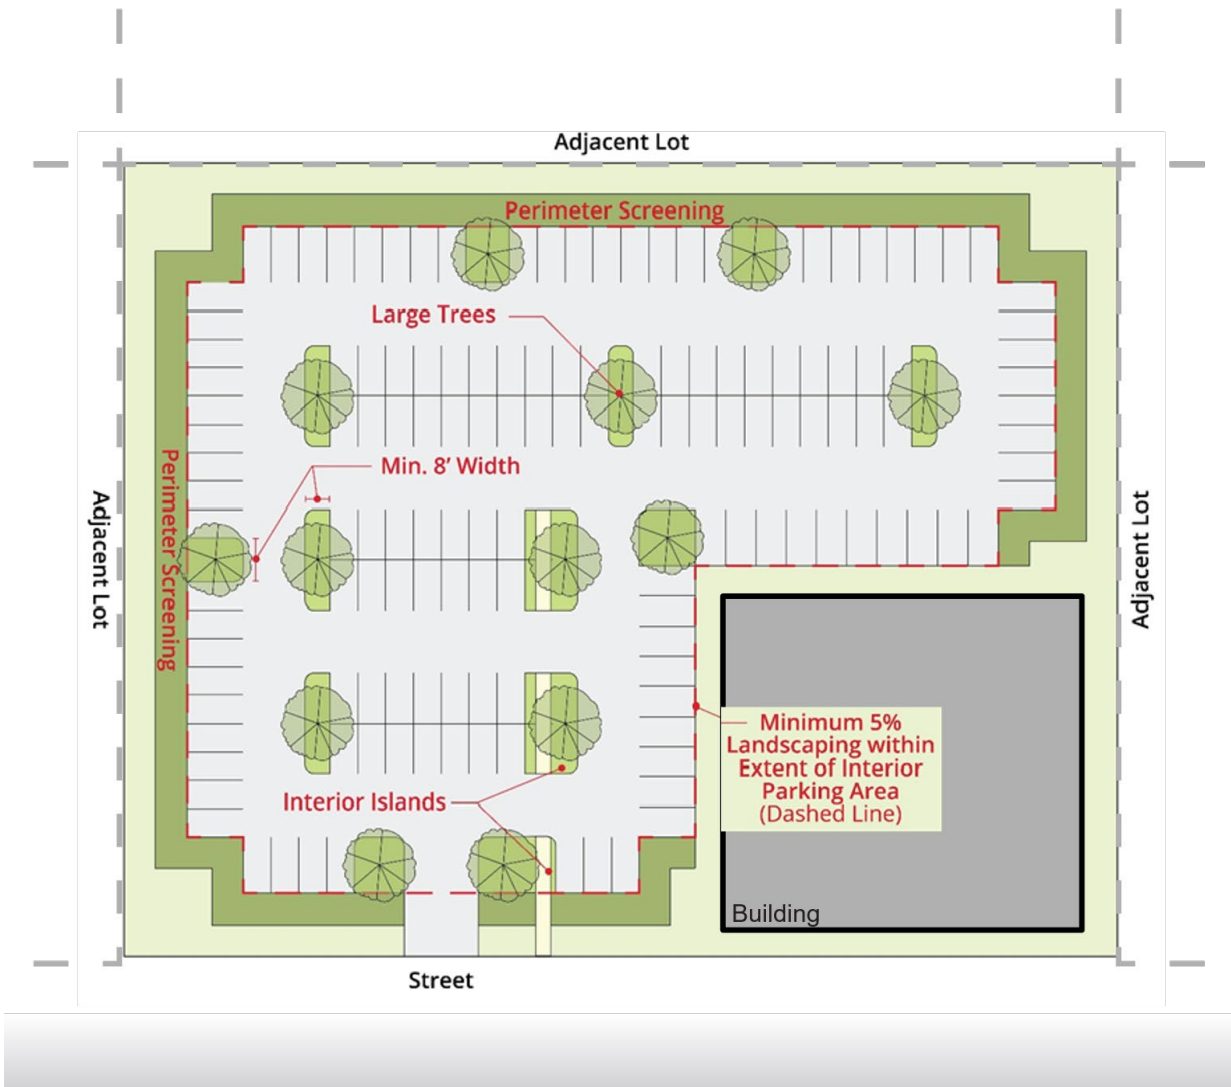 Adjacent Lot
Perimeter Screening
Large Trees
Min. 8’ Width
Perimeter Screening
Adjacent Lot
Adjacent Lot
Minimum 5%
Landscaping within
Extent of Interior
Parking Area
(Dashed Line)
Interior Islands
Building
Street